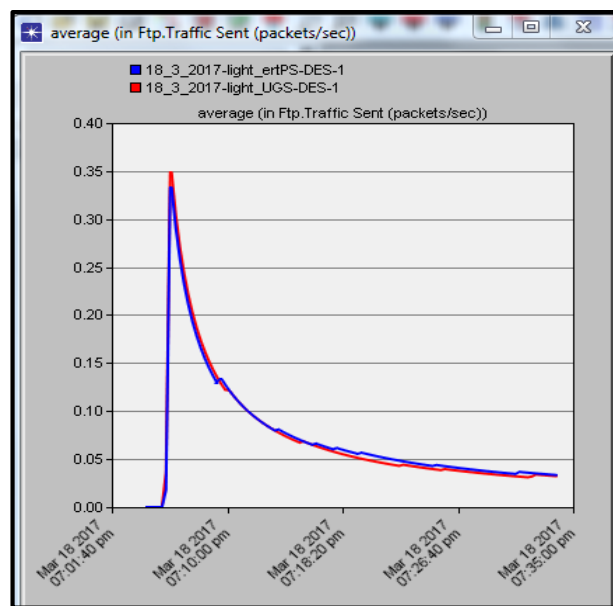 average (in Ftp.Traffic Sent (packets/sec))
18_3_2017-light_ertPS-DES-1
18_3_2017-light_UGS-DES-1
average (in Ftp.Traffic Sent (packets/sec))
0.40
0.35
0.30
0.25
0.20
0.15
0.10
0.05
0.00
Mar 18 2017
07:01:40 pm
Mar 18 2017
07:10:00 pm
Mar 18 2017
07:18:20 pm
Mar 18 2017
07:26:40 pm
Mar 18 2017
07:35:00 pm